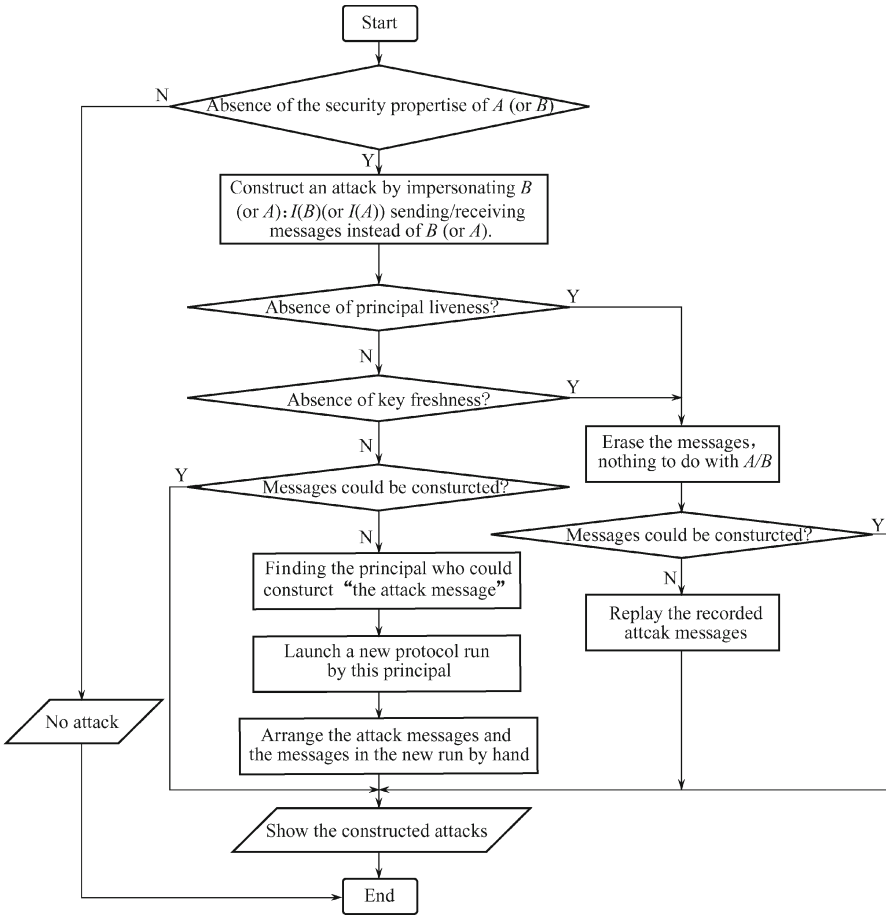 Start
N
Absence of the security propertise of A (or B)
Y
Construct an attack by impersonating B
(or A): I(B)(or I(A)) sending/receiving
messages instead of B (or A).
Absence of principal liveness?
Y
N
Absence of key freshness?
Y
N
Erase the messages,
nothing to do with A/B
Y
Messages could be consturcted?
Messages could be consturcted?
Y
N
N
Finding the principal who could
consturct “the attack message”
Replay the recorded
attcak messages
Launch a new protocol run
by this principal
No attack
Arrange the attack messages and
the messages in the new run by hand
Show the constructed attacks
End